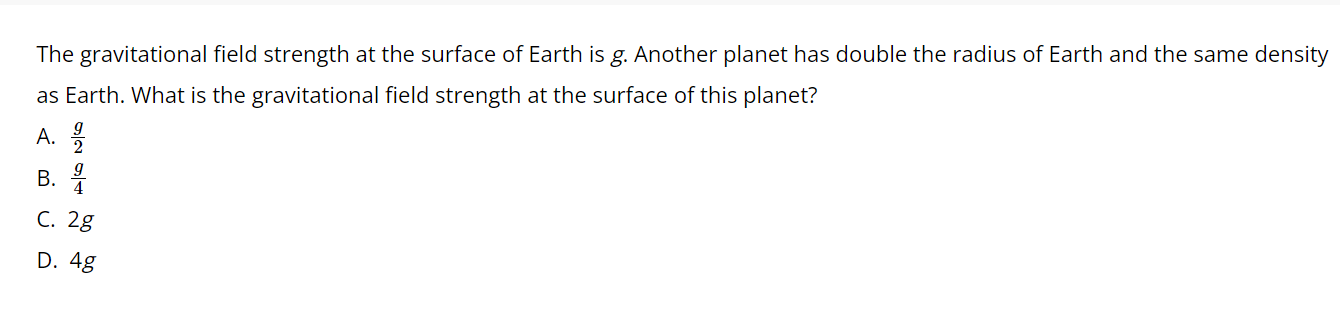 The gravitational field strength at the surface of Earth is g. Another planet has double the radius of Earth and the same density
as Earth. What is the gravitational field strength at the surface of this planet?
A. g/2
B. g/4
C. 2g
D. 4g